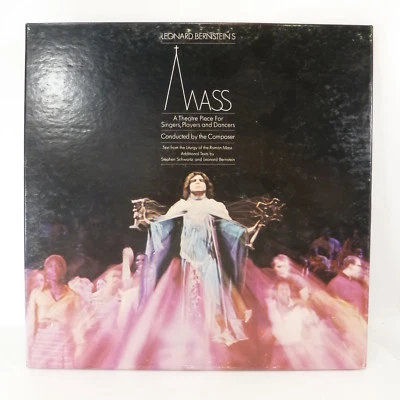 LEONARD BERNSTEIN'S
MASS
A Theatre Piece For
Singers, Players and Dancers
Conducted by the Composer
Text from the Liturgy of the Roman Mass
Additional Texts by
Stephen Schwartz and Leonard Bernstein